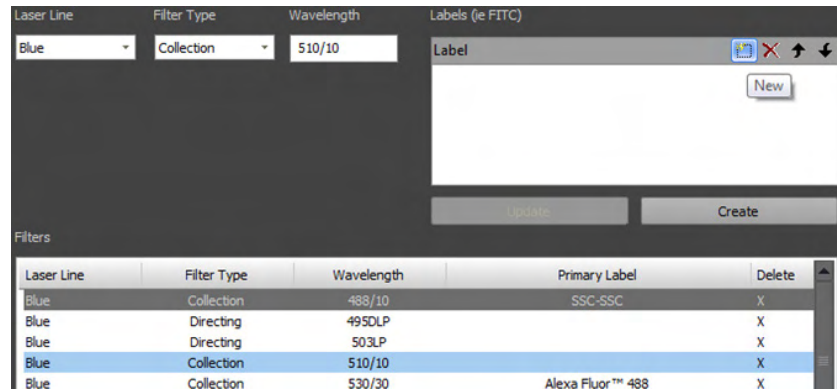 Laser Line Filter Type Wavelength Labels (ie FITC)
Blue Collection 510/10 Label
New
Update Create
Filters
Laser Line Filter Type Wavelength Primary Label Delete
Blue Collection 488/10 SSC-SSC X
Blue Directing 495DLP X
Blue Directing 503LP X
Blue Collection 510/10 X
Blue Collection 530/30 Alexa Fluor™ 488 X